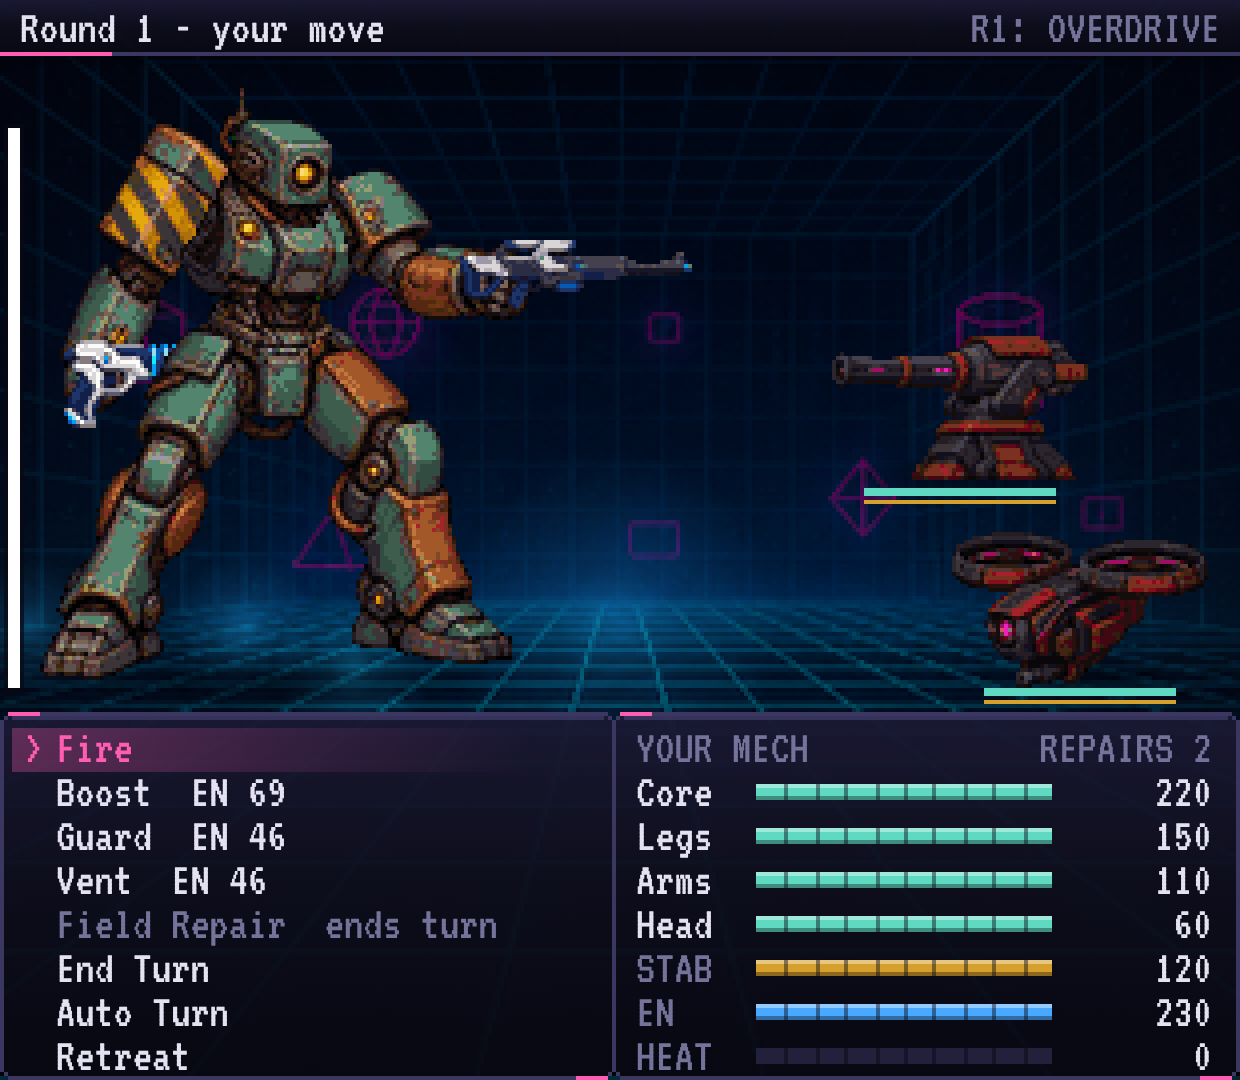 Round 1 - your move
R1: OVERDRIVE
> Fire
Boost EN 69
Guard EN 46
Vent EN 46
Field Repair ends turn
End Turn
Auto Turn
Retreat
YOUR MECH REPAIRS 2
Core 220
Legs 150
Arms 110
Head 60
STAB 120
EN 230
HEAT 0